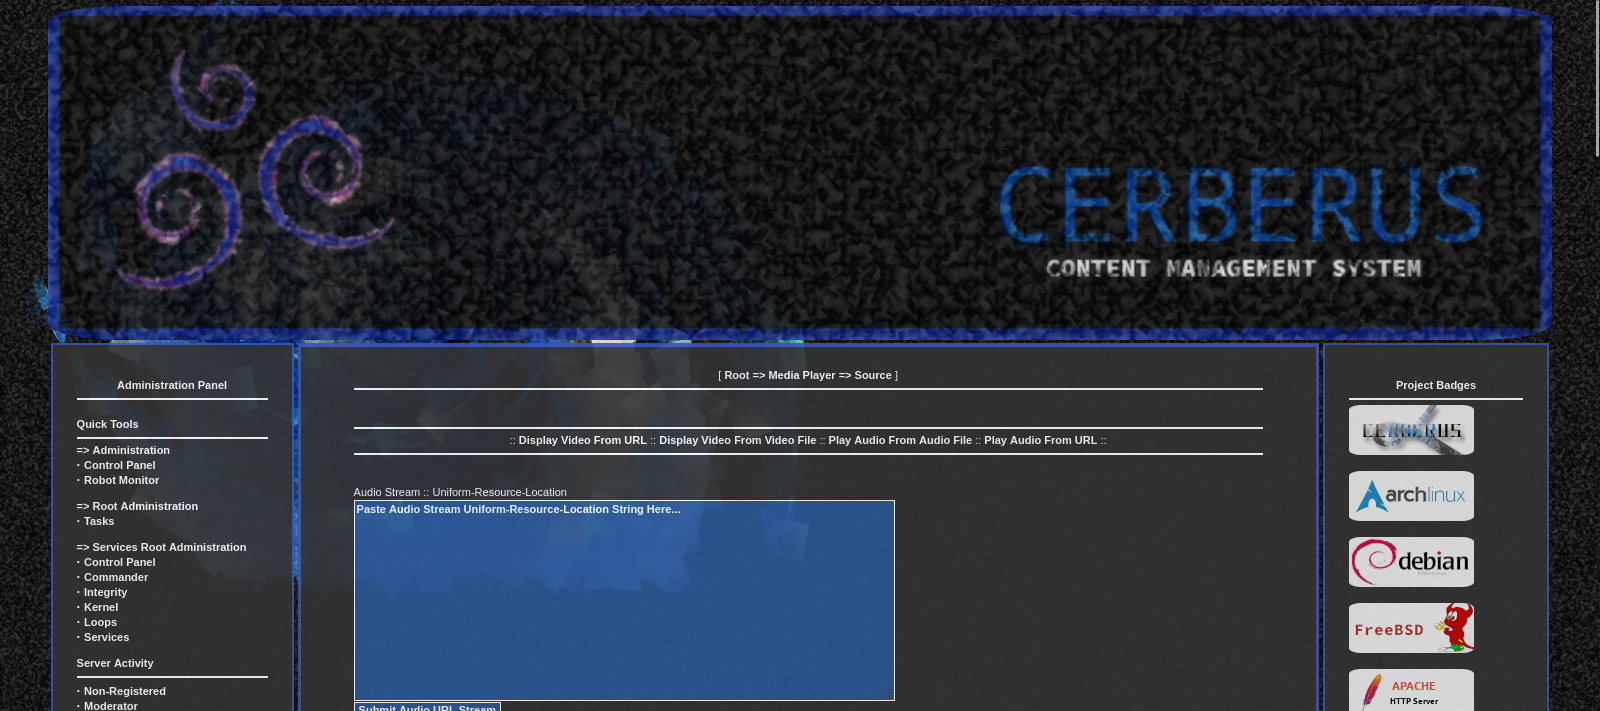 CERBERUS
CONTENT MANAGEMENT SYSTEM
Administration Panel
Quick Tools
=> Administration
· Control Panel
· Robot Monitor
=> Root Administration
· Tasks
=> Services Root Administration
· Control Panel
· Commander
· Integrity
· Kernel
· Loops
· Services
Server Activity
· Non-Registered
· Moderator
[ Root => Media Player => Source ]
:: Display Video From URL :: Display Video From Video File :: Play Audio From Audio File :: Play Audio From URL ::
Audio Stream :: Uniform-Resource-Location
Paste Audio Stream Uniform-Resource-Location String Here...
Submit Audio URL Stream
Project Badges
CERBERUS
archlinux
debian
FreeBSD
APACHE
HTTP Server